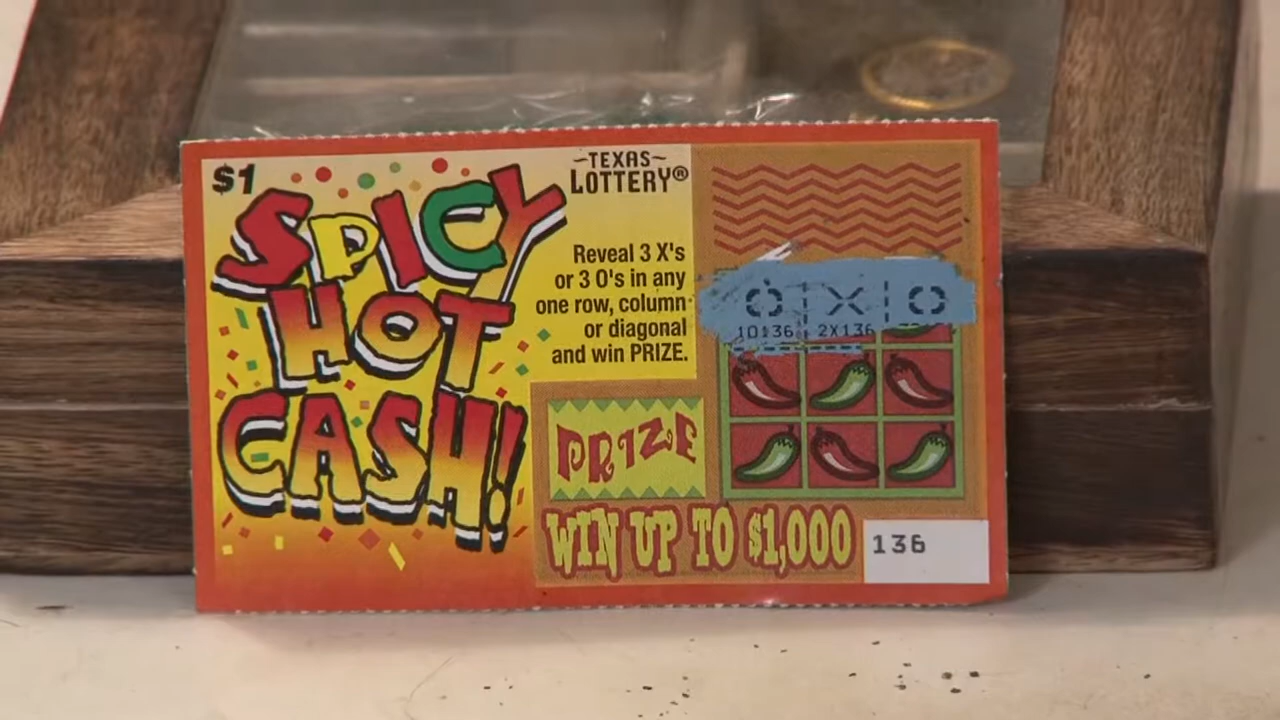 $1
~TEXAS~
LOTTERY®
SPICY
HOT
CASH!
Reveal 3 X's
or 3 O's in any
one row, column
or diagonal
and win PRIZE.
O X O
10136 2X136
PRIZE
WIN UP TO $1,000
136